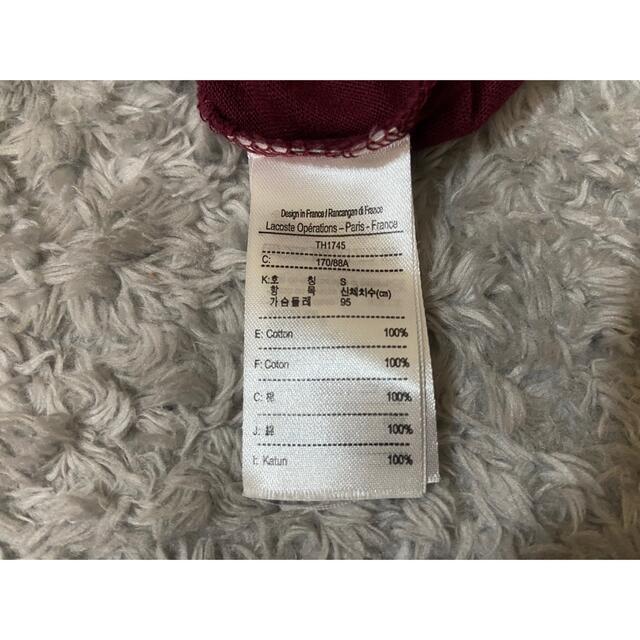 Design in France / Rancangan di France
Lacoste Opérations – Paris - France
TH1745
C: 170/88A
K: 호 칭 S
항 목 신체치수(cm)
가슴둘레 95
E: Cotton 100%
F: Coton 100%
C: 棉 100%
J: 綿 100%
I: Katun 100%